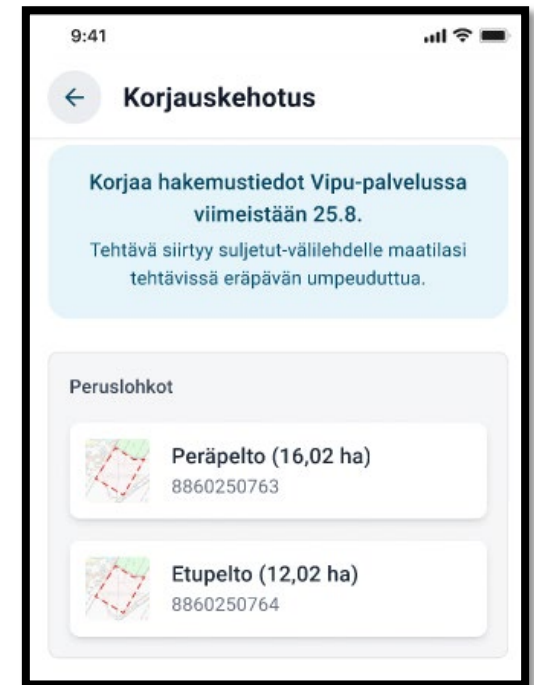 9:41
Korjauskehotus
Korjaa hakemustiedot Vipu-palvelussa
viimeistään 25.8.
Tehtävä siirtyy suljetut-välilehdelle maatilasi
tehtävissä eräpävän umpeuduttua.
Peruslohkot
Peräpelto (16,02 ha)
8860250763
Etupelto (12,02 ha)
8860250764